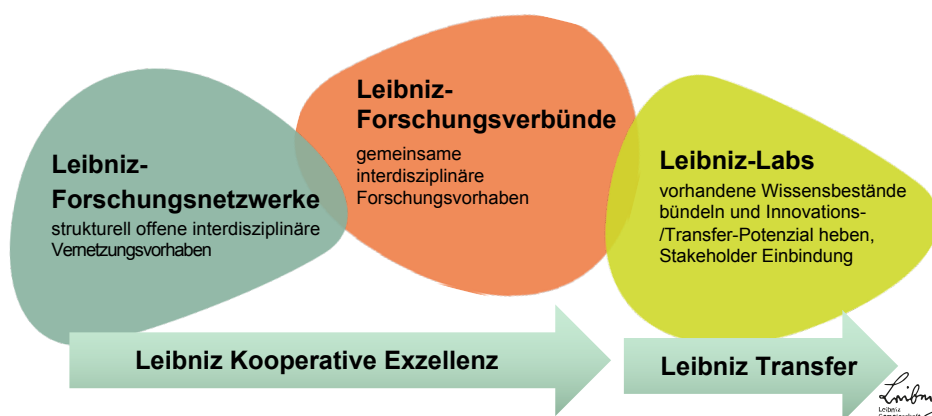 Leibniz-
Forschungsnetzwerke
strukturell offene interdisziplinäre
Vernetzungsvorhaben
Leibniz-
Forschungsverbünde
gemeinsame
interdisziplinäre
Forschungsvorhaben
Leibniz-Labs
vorhandene Wissensbestände
bündeln und Innovations-
/Transfer-Potenzial heben,
Stakeholder Einbindung
Leibniz Kooperative Exzellenz
Leibniz Transfer
Leibniz